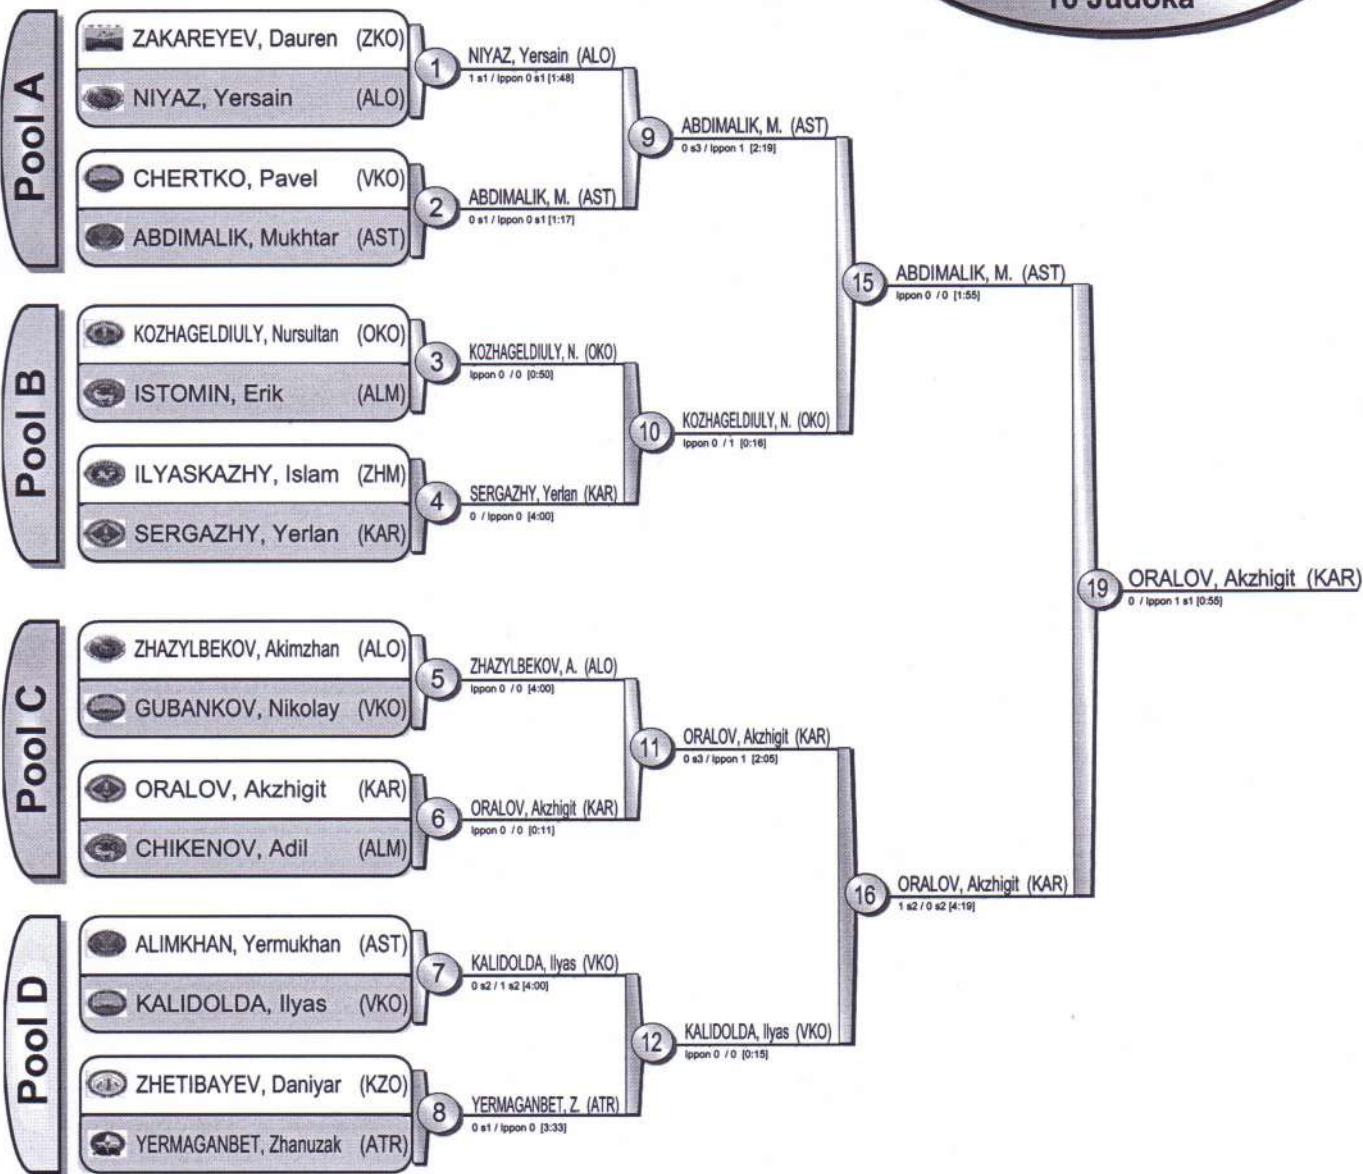 16 Judoka
Pool A
ZAKAREYEV, Dauren (ZKO)
NIYAZ, Yersain (ALO)
CHERTKO, Pavel (VKO)
ABDIMALIK, Mukhtar (AST)
1
NIYAZ, Yersain (ALO)
1 s1 / Ippon 0 s1 [1:48]
2
ABDIMALIK, M. (AST)
0 s1 / Ippon 0 s1 [1:17]
9
ABDIMALIK, M. (AST)
0 s3 / Ippon 1 [2:19]
Pool B
KOZHAGELDIULY, Nursultan (OKO)
ISTOMIN, Erik (ALM)
ILYASKAZHY, Islam (ZHM)
SERGAZHY, Yerlan (KAR)
3
KOZHAGELDIULY, N. (OKO)
Ippon 0 / 0 [0:50]
4
SERGAZHY, Yerlan (KAR)
0 / Ippon 0 [4:00]
10
KOZHAGELDIULY, N. (OKO)
Ippon 0 / 1 [0:16]
15
ABDIMALIK, M. (AST)
Ippon 0 / 0 [1:55]
Pool C
ZHAZYLBEKOV, Akimzhan (ALO)
GUBANKOV, Nikolay (VKO)
ORALOV, Akzhigit (KAR)
CHIKENOV, Adil (ALM)
5
ZHAZYLBEKOV, A. (ALO)
Ippon 0 / 0 [4:00]
6
ORALOV, Akzhigit (KAR)
Ippon 0 / 0 [0:11]
11
ORALOV, Akzhigit (KAR)
0 s3 / Ippon 1 [2:05]
Pool D
ALIMKHAN, Yermukhan (AST)
KALIDOLDA, Ilyas (VKO)
ZHETIBAYEV, Daniyar (KZO)
YERMAGANBET, Zhanuzak (ATR)
7
KALIDOLDA, Ilyas (VKO)
0 s2 / 1 s2 [4:00]
8
YERMAGANBET, Z. (ATR)
0 s1 / Ippon 0 [3:33]
12
KALIDOLDA, Ilyas (VKO)
Ippon 0 / 0 [0:15]
16
ORALOV, Akzhigit (KAR)
1 s2 / 0 s2 [4:19]
19
ORALOV, Akzhigit (KAR)
0 / Ippon 1 s1 [0:55]